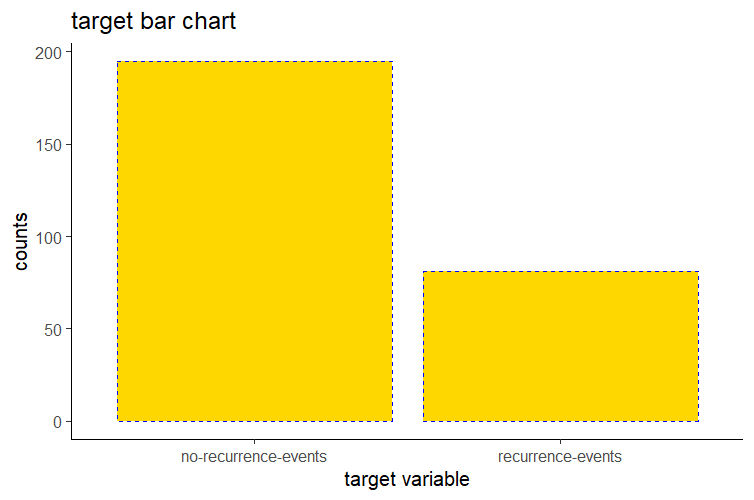 target bar chart
200
150
100
50
0
counts
no-recurrence-events
recurrence-events
target variable